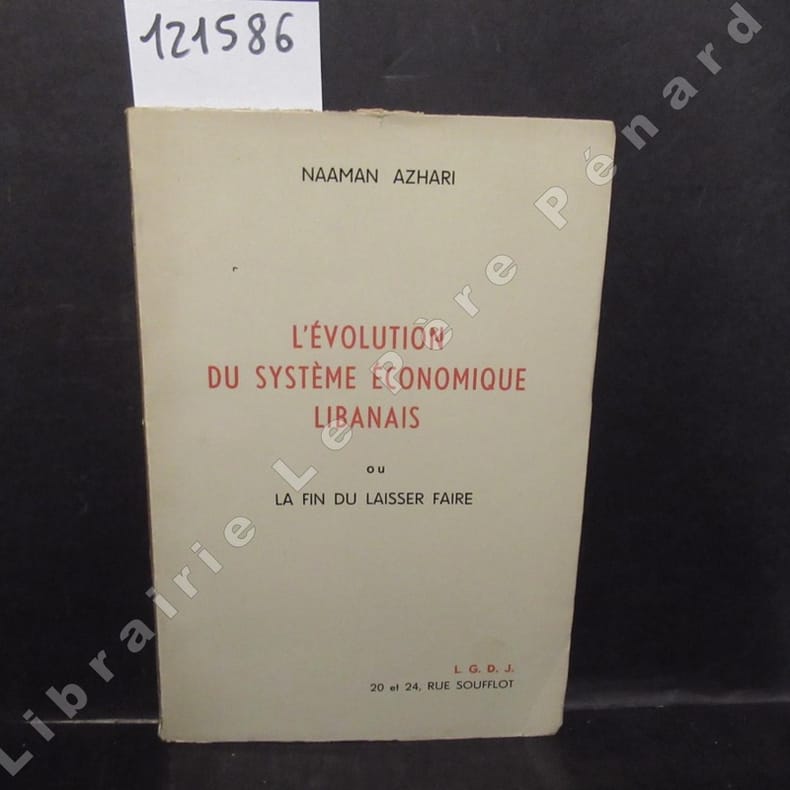 121586
NAAMAN AZHARI
L'ÉVOLUTION
DU SYSTÈME ÉCONOMIQUE
LIBANAIS
ou
LA FIN DU LAISSER FAIRE
L. G. D. J.
20 et 24, RUE SOUFFLOT
Librairie Le Père Pénard